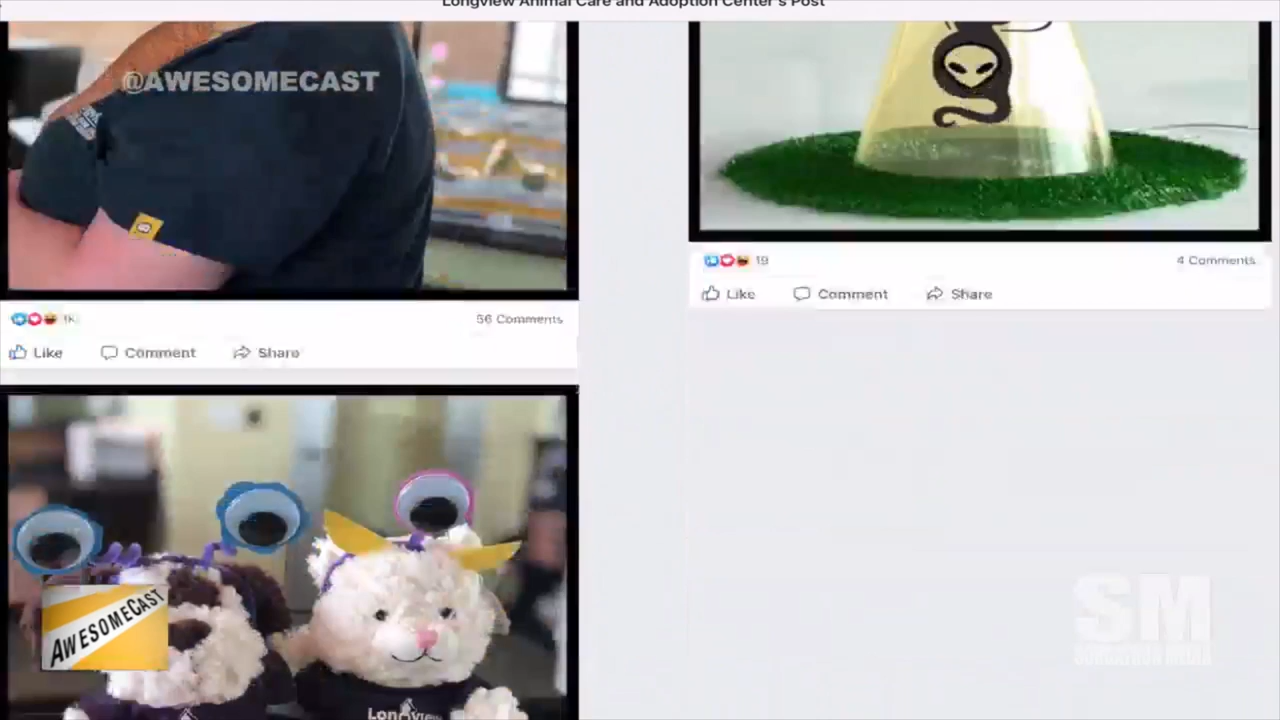 Longview Animal Care and Adoption Center's Post
@AWESOMECAST
19
4 Comments
Like
Comment
Share
1K
56 Comments
Like
Comment
Share
AWESOMECAST
Longview
SM